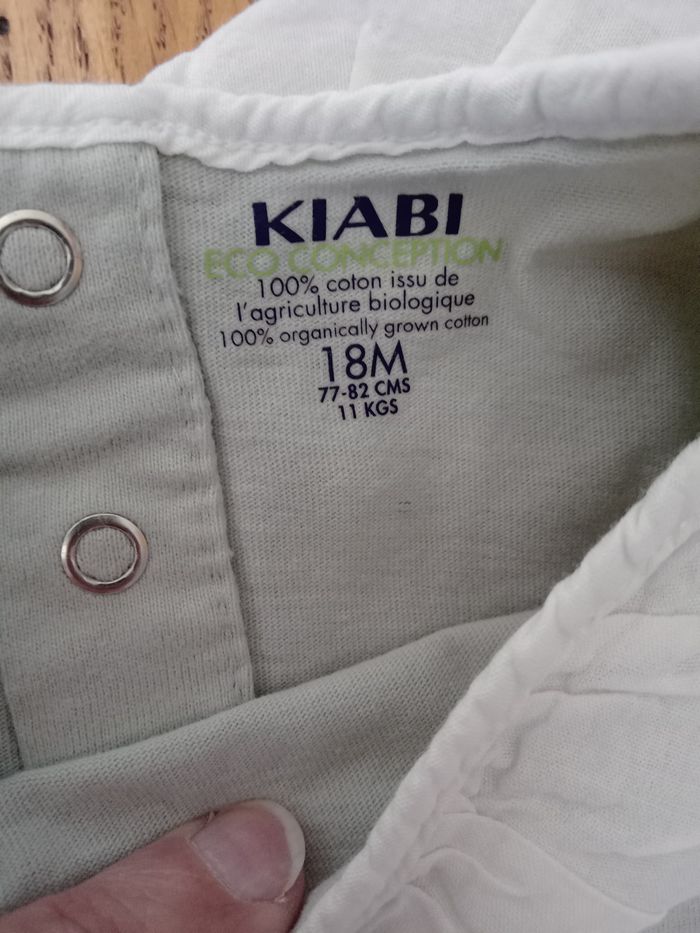 KIABI
ECO CONCEPTION
100% coton issu de
l'agriculture biologique
100% organically grown cotton
18M
77-82 CMS
11 KGS